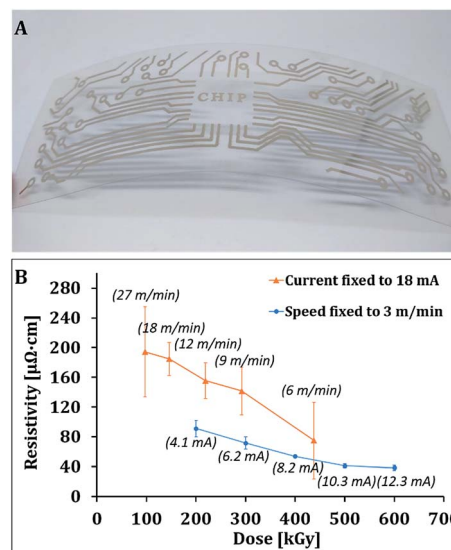 A
CHIP
B
Current fixed to 18 mA
Speed fixed to 3 m/min
Resistivity [μΩ·cm]
280
240
200
160
120
80
40
0
(27 m/min)
(18 m/min)
(12 m/min)
(9 m/min)
(6 m/min)
(4.1 mA)
(6.2 mA)
(8.2 mA)
(10.3 mA)
(12.3 mA)
0
100
200
300
400
500
600
700
Dose [kGy]